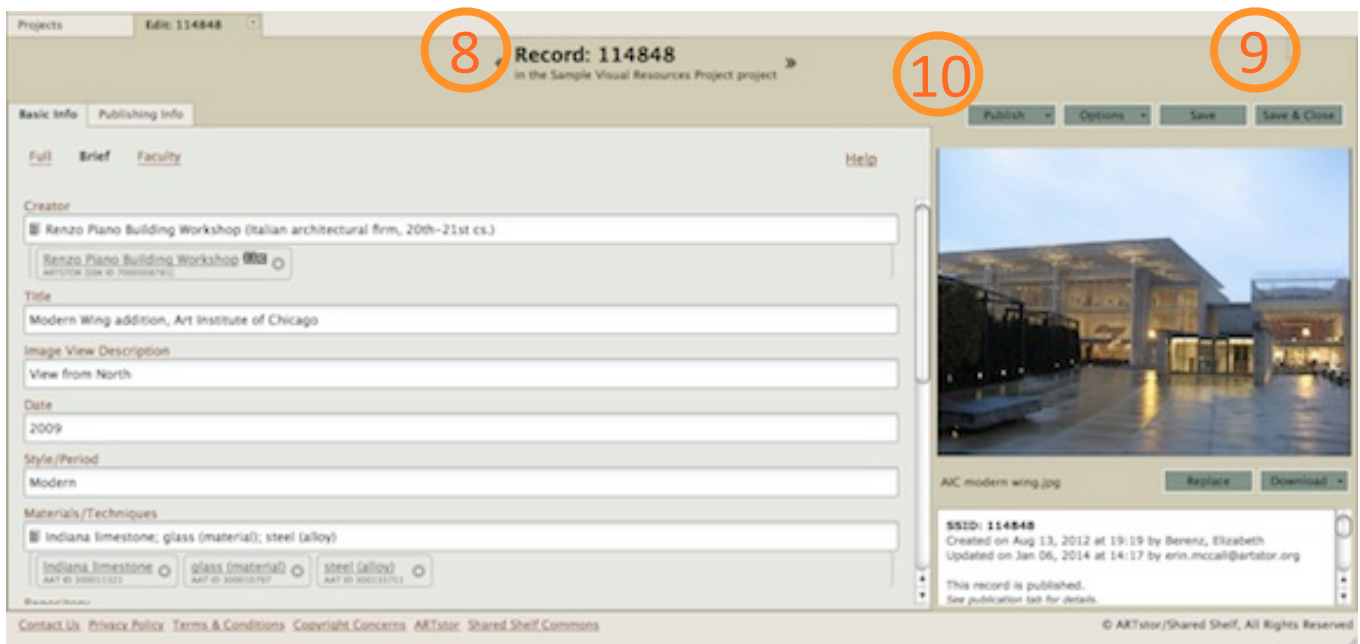 Projects
Edit: 114848
8
Record: 114848
»
in the Sample Visual Resources Project project
10
9
Basic Info
Publishing Info
Publish
Options
Save
Save & Close
Full
Brief
Faculty
Help
Creator
Renzo Piano Building Workshop (Italian architectural firm, 20th-21st cs.)
Renzo Piano Building Workshop
Title
Modern Wing addition, Art Institute of Chicago
Image View Description
View from North
Date
2009
Style/Period
Modern
Materials/Techniques
Indiana limestone; glass (material); steel (alloy)
Indiana limestone
glass (material)
steel (alloy)
Repository
AIC modern wing.jpg
Replace
Download
SSID: 114848
Created on Aug 13, 2012 at 19:19 by Berenz, Elizabeth
Updated on Jan 06, 2014 at 14:17 by erin.mccall@artstor.org
This record is published.
See publication tab for details.
Contact Us Privacy Policy Terms & Conditions Copyright Concerns ARTstor Shared Shelf Commons
© ARTstor/Shared Shelf, All Rights Reserved